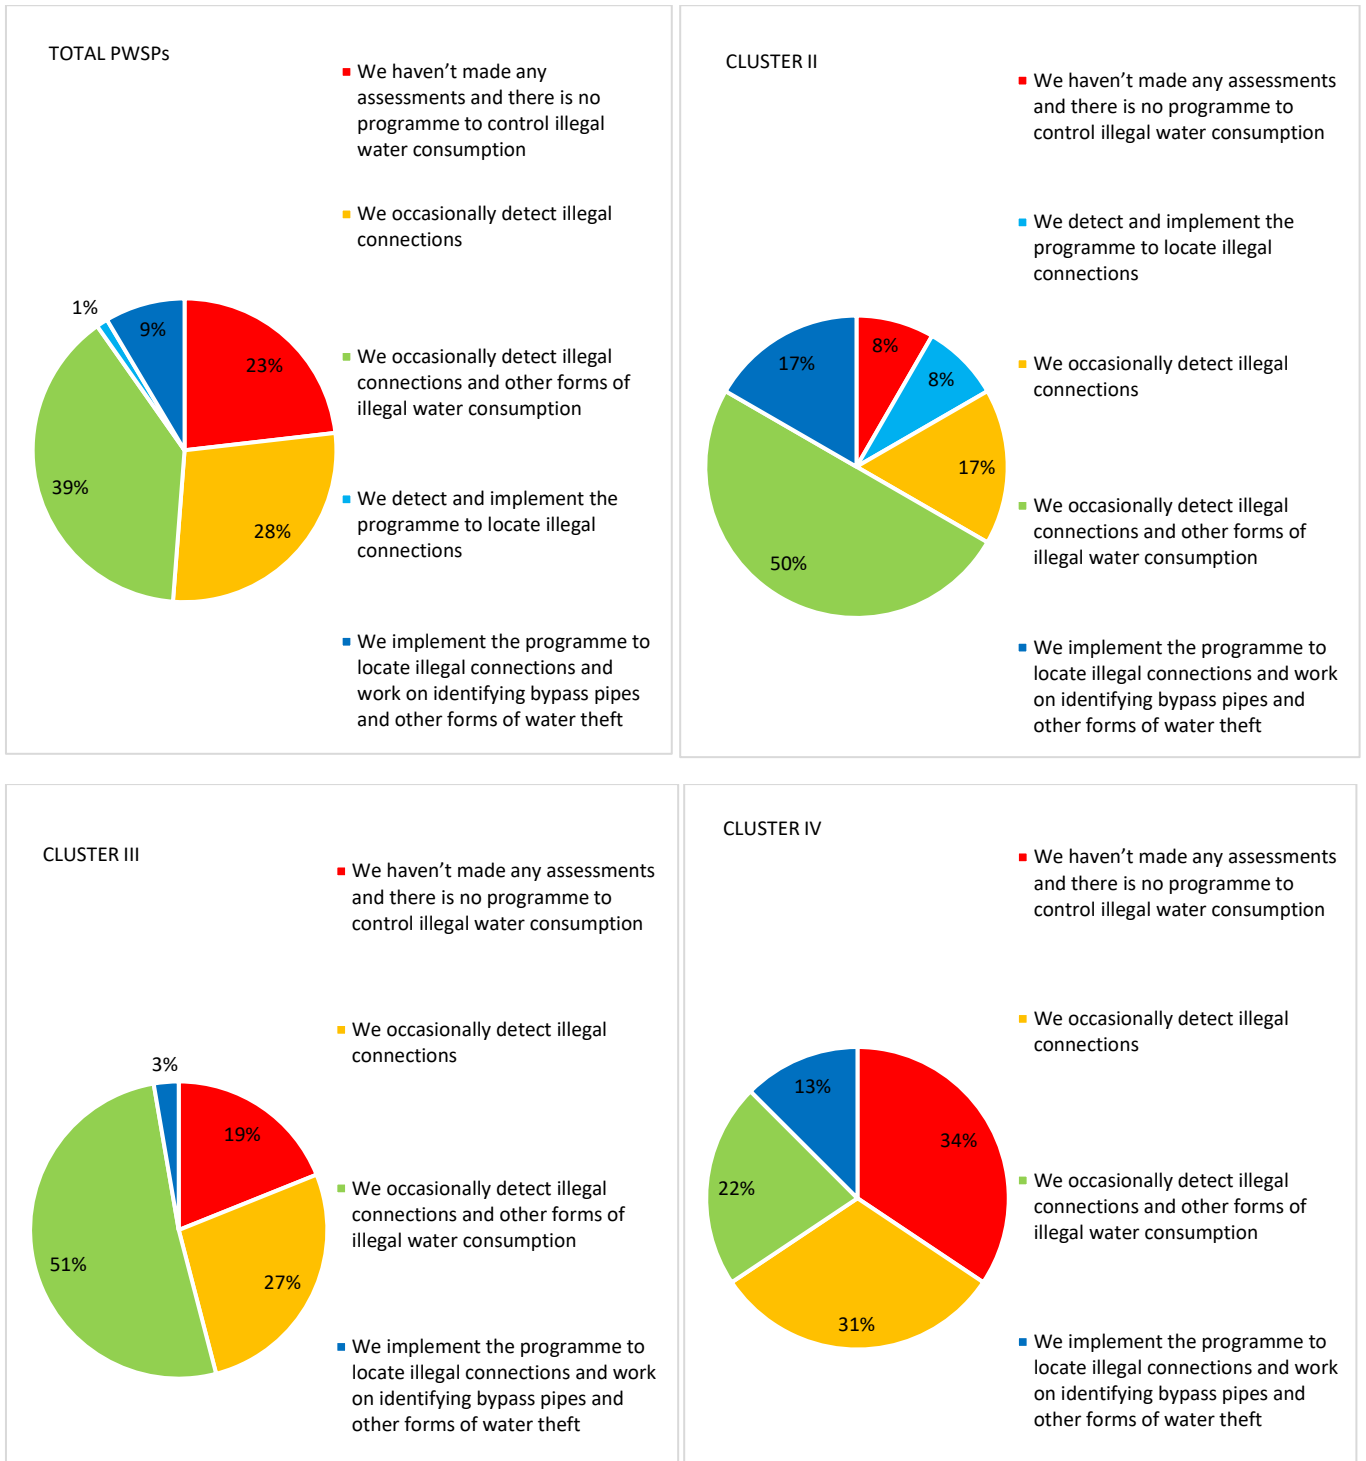 TOTAL PWSPs
We haven’t made any
assessments and there is no
programme to control illegal
water consumption
We occasionally detect illegal
connections
We occasionally detect illegal
connections and other forms of
illegal water consumption
We detect and implement the
programme to locate illegal
connections
We implement the programme to
locate illegal connections and
work on identifying bypass pipes
and other forms of water theft
1%
9%
23%
39%
28%
CLUSTER II
We haven’t made any assessments
and there is no programme to
control illegal water consumption
We detect and implement the
programme to locate illegal
connections
We occasionally detect illegal
connections
We occasionally detect illegal
connections and other forms of
illegal water consumption
We implement the programme to
locate illegal connections and work
on identifying bypass pipes and
other forms of water theft
8%
17%
8%
17%
50%
CLUSTER III
We haven’t made any assessments
and there is no programme to
control illegal water consumption
We occasionally detect illegal
connections
We occasionally detect illegal
connections and other forms of
illegal water consumption
We implement the programme to
locate illegal connections and work
on identifying bypass pipes and
other forms of water theft
3%
19%
51%
27%
CLUSTER IV
We haven’t made any assessments
and there is no programme to
control illegal water consumption
We occasionally detect illegal
connections
We occasionally detect illegal
connections and other forms of
illegal water consumption
We implement the programme to
locate illegal connections and work
on identifying bypass pipes and
other forms of water theft
13%
34%
22%
31%